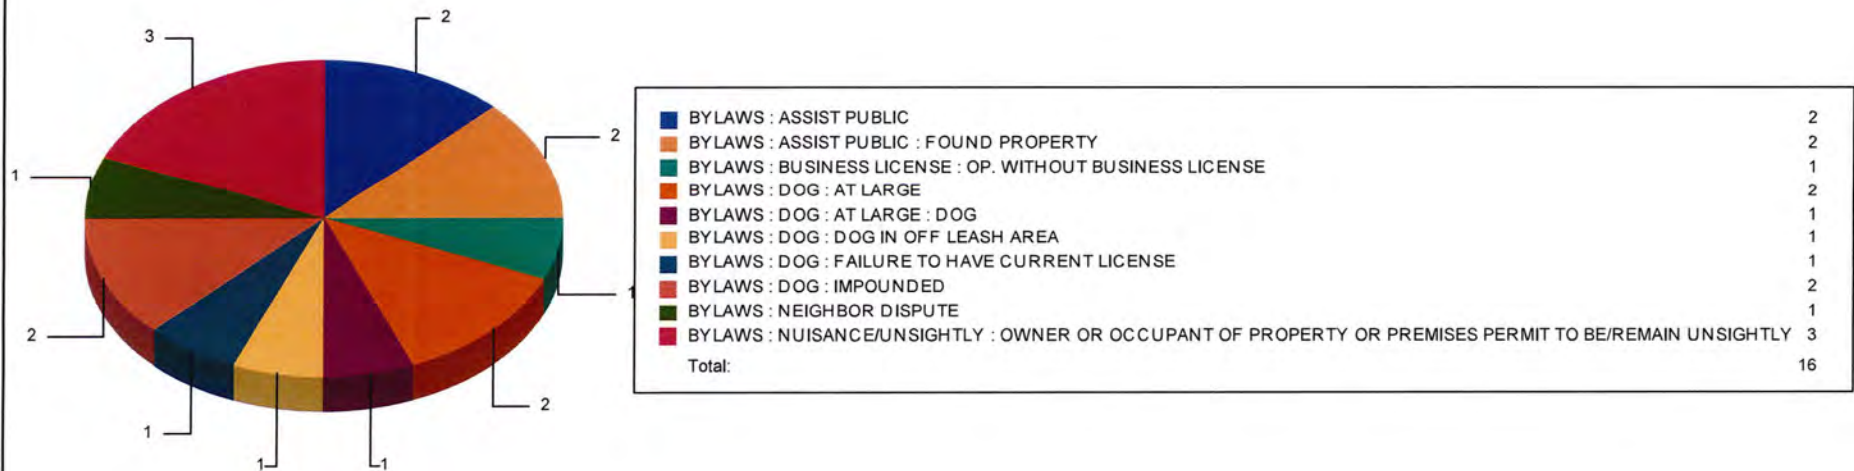 2
3
2
1
1
2
2
1
1
1
BYLAWS : ASSIST PUBLIC 2
BYLAWS : ASSIST PUBLIC : FOUND PROPERTY 2
BYLAWS : BUSINESS LICENSE : OP. WITHOUT BUSINESS LICENSE 1
BYLAWS : DOG : AT LARGE 2
BYLAWS : DOG : AT LARGE : DOG 1
BYLAWS : DOG : DOG IN OFF LEASH AREA 1
BYLAWS : DOG : FAILURE TO HAVE CURRENT LICENSE 1
BYLAWS : DOG : IMPOUNDED 2
BYLAWS : NEIGHBOR DISPUTE 1
BYLAWS : NUISANCE/UNSIGHTLY : OWNER OR OCCUPANT OF PROPERTY OR PREMISES PERMIT TO BE/REMAIN UNSIGHTLY 3
Total: 16